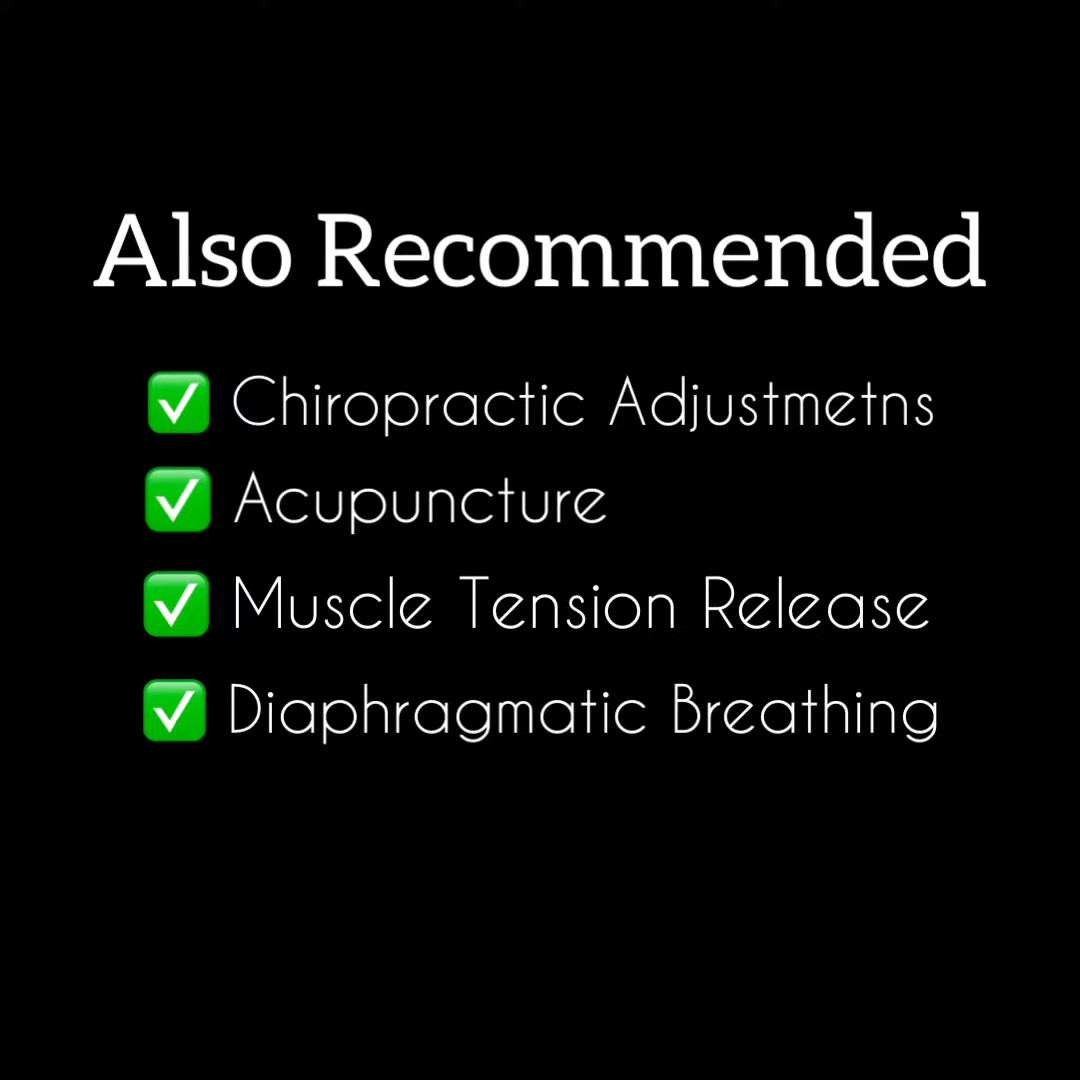 Also Recommended
✅ Chiropractic Adjustmetns
✅ Acupuncture
✅ Muscle Tension Release
✅ Diaphragmatic Breathing